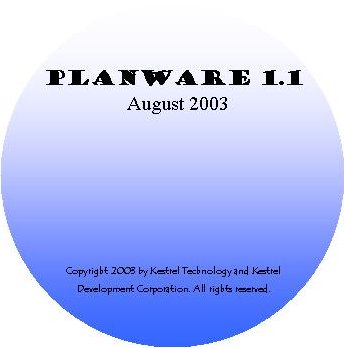 PLANWARE 1.1
August 2003
Copyright 2003 by Kestrel Technology and Kestrel
Development Corporation. All rights reserved.